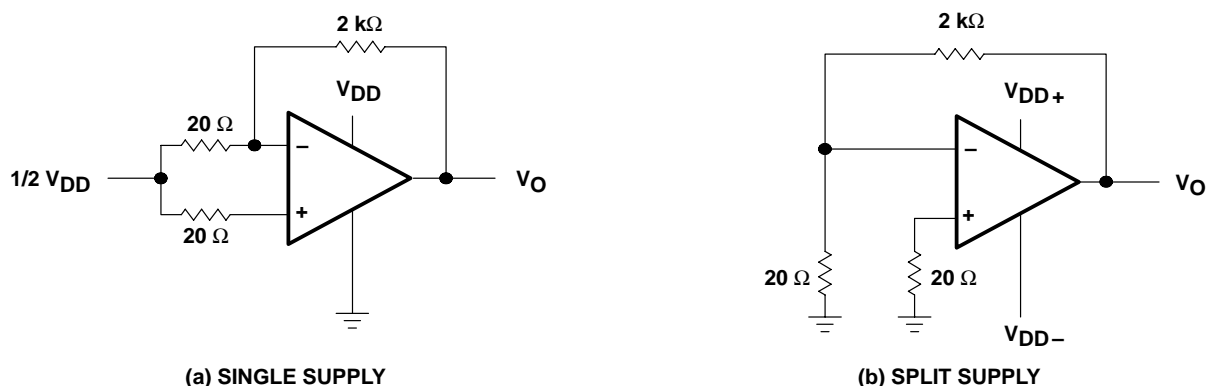 2 kΩ
VDD
20 Ω
−
1/2 VDD
VO
+
20 Ω
(a) SINGLE SUPPLY
2 kΩ
VDD+
−
VO
+
20 Ω
20 Ω
VDD−
(b) SPLIT SUPPLY